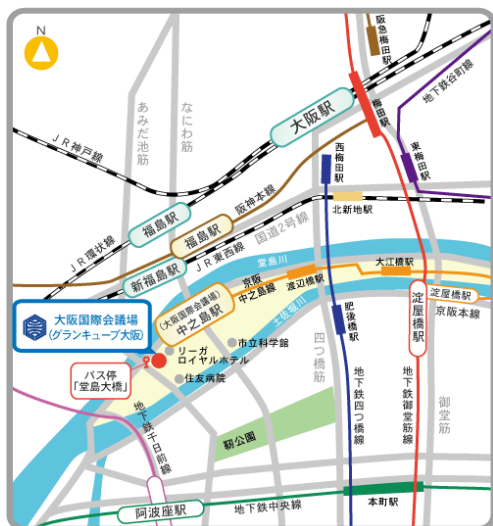 N
阪急梅田駅
地下鉄谷町線
あみだ池筋
なにわ筋
大阪駅
梅田駅
JR神戸線
西梅田駅
東梅田駅
阪神本線
福島駅
福島駅
北新地駅
国道2号線
JR環状線
新福島駅
JR東西線
堂島川
大江橋駅
京阪
中之島線
渡辺橋駅
淀屋橋駅
京阪本線
大阪国際会議場
(グランキューブ大阪)
(大阪国際会議場)
中之島駅
土佐堀川
肥後橋駅
淀屋橋駅
市立科学館
リーガ
ロイヤルホテル
バス停
「堂島大橋」
住友病院
四つ橋筋
地下鉄四つ橋線
地下鉄御堂筋線
御堂筋
地下鉄千日前線
靭公園
阿波座駅
地下鉄中央線
本町駅